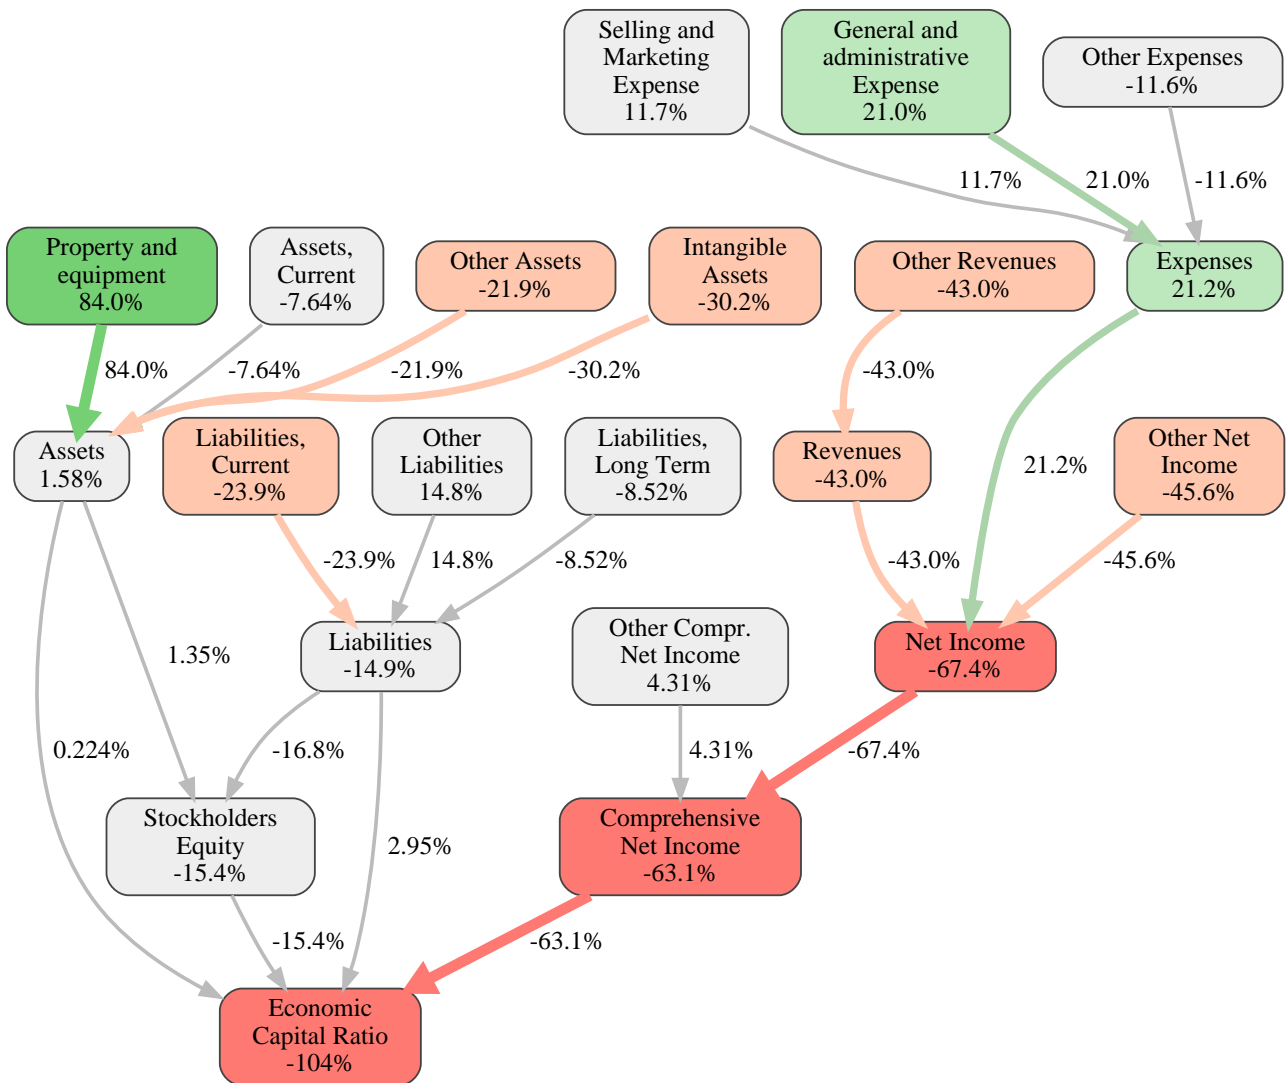 Selling and
Marketing
Expense
11.7%
General and
administrative
Expense
21.0%
Other Expenses
-11.6%
11.7%
21.0%
-11.6%
Property and
equipment
84.0%
Assets,
Current
-7.64%
Other Assets
-21.9%
Intangible
Assets
-30.2%
Other Revenues
-43.0%
Expenses
21.2%
84.0%
-7.64%
-21.9%
-30.2%
-43.0%
Assets
1.58%
Liabilities,
Current
-23.9%
Other
Liabilities
14.8%
Liabilities,
Long Term
-8.52%
Revenues
-43.0%
21.2%
Other Net
Income
-45.6%
-23.9%
14.8%
-8.52%
-43.0%
-45.6%
1.35%
Liabilities
-14.9%
Other Compr.
Net Income
4.31%
Net Income
-67.4%
0.224%
-16.8%
4.31%
-67.4%
Stockholders
Equity
-15.4%
2.95%
Comprehensive
Net Income
-63.1%
-15.4%
-63.1%
Economic
Capital Ratio
-104%